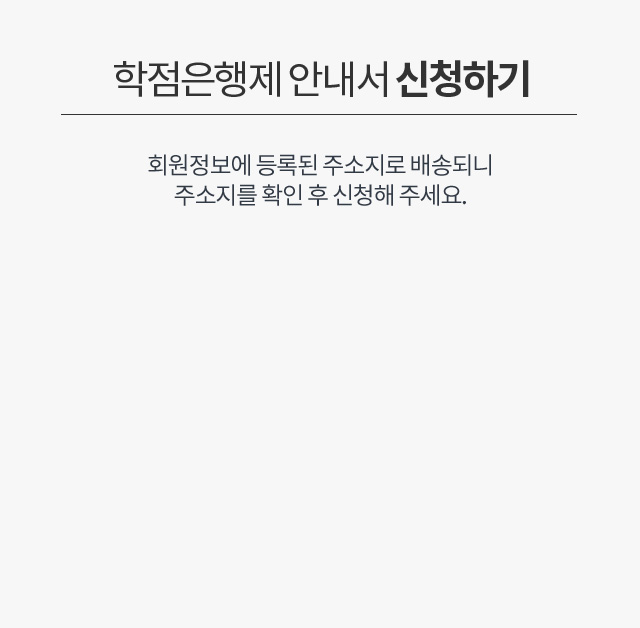 학점은행제 안내서 신청하기
회원정보에 등록된 주소지로 배송되니
주소지를 확인 후 신청해 주세요.